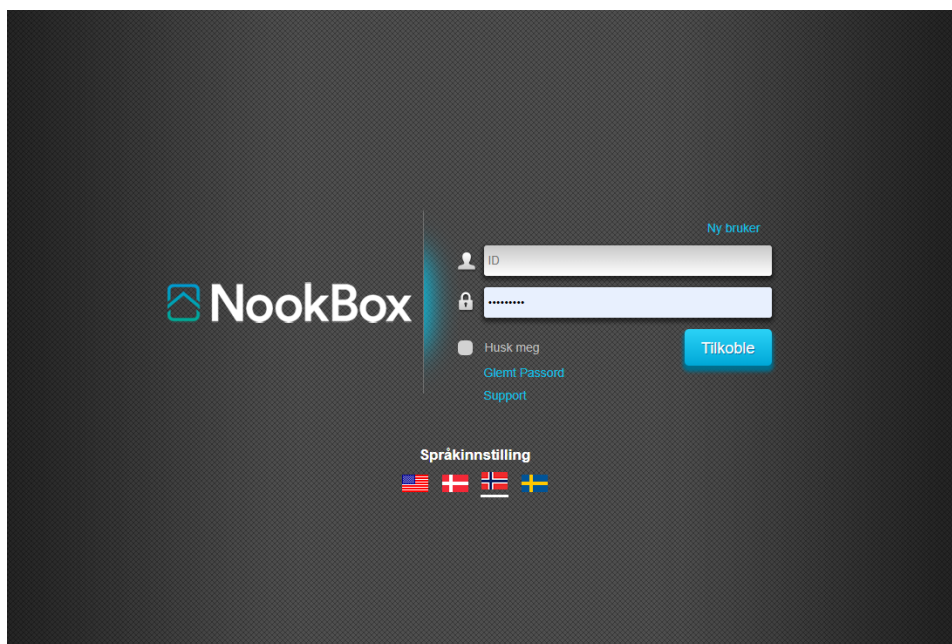 Ny bruker
ID
•••••••••
NookBox
Husk meg
Tilkoble
Glemt Passord
Support
Språkinnstilling